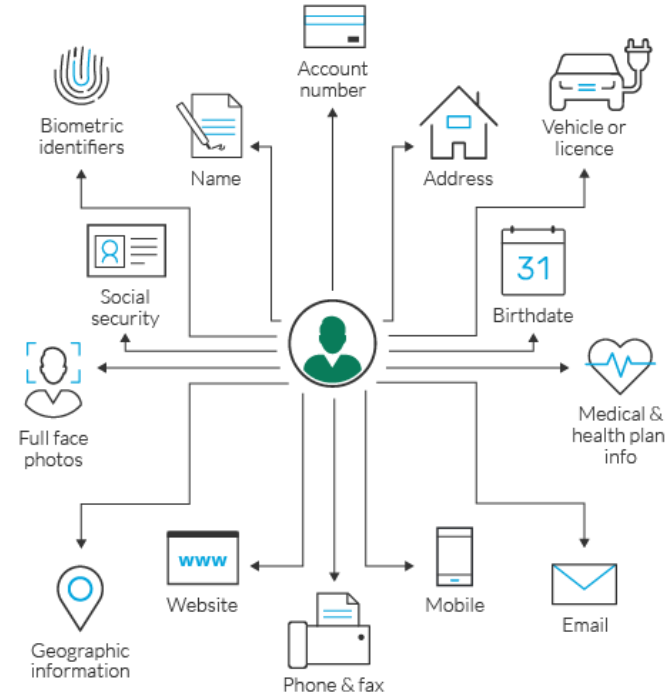 Account
number
Biometric
identifiers
Name
Address
Vehicle or
licence
Social
security
31
Birthdate
Full face
photos
Medical &
health plan
info
www
Website
Mobile
Email
Geographic
information
Phone & fax